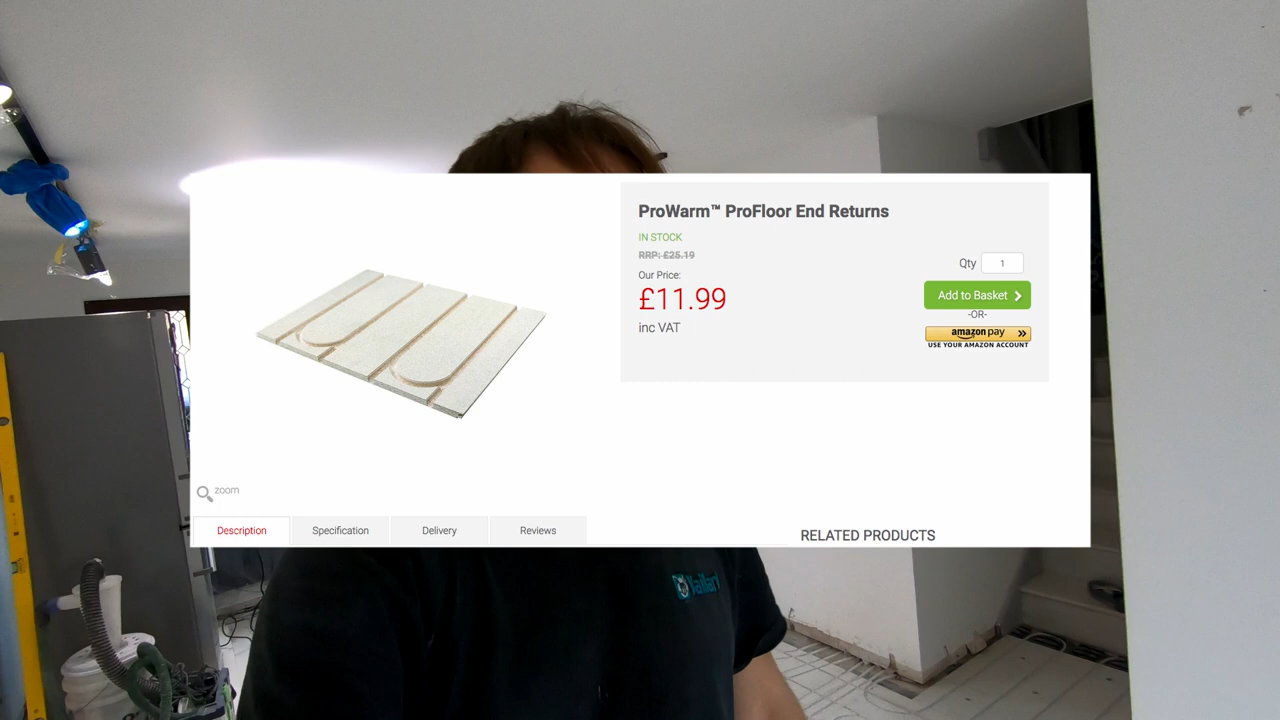 ProWarm™ ProFloor End Returns
IN STOCK
RRP: £25.19
Our Price:
£11.99
inc VAT
Qty 1
Add to Basket
-OR-
amazon pay
USE YOUR AMAZON ACCOUNT
zoom
Description Specification Delivery Reviews
RELATED PRODUCTS
Vaillant